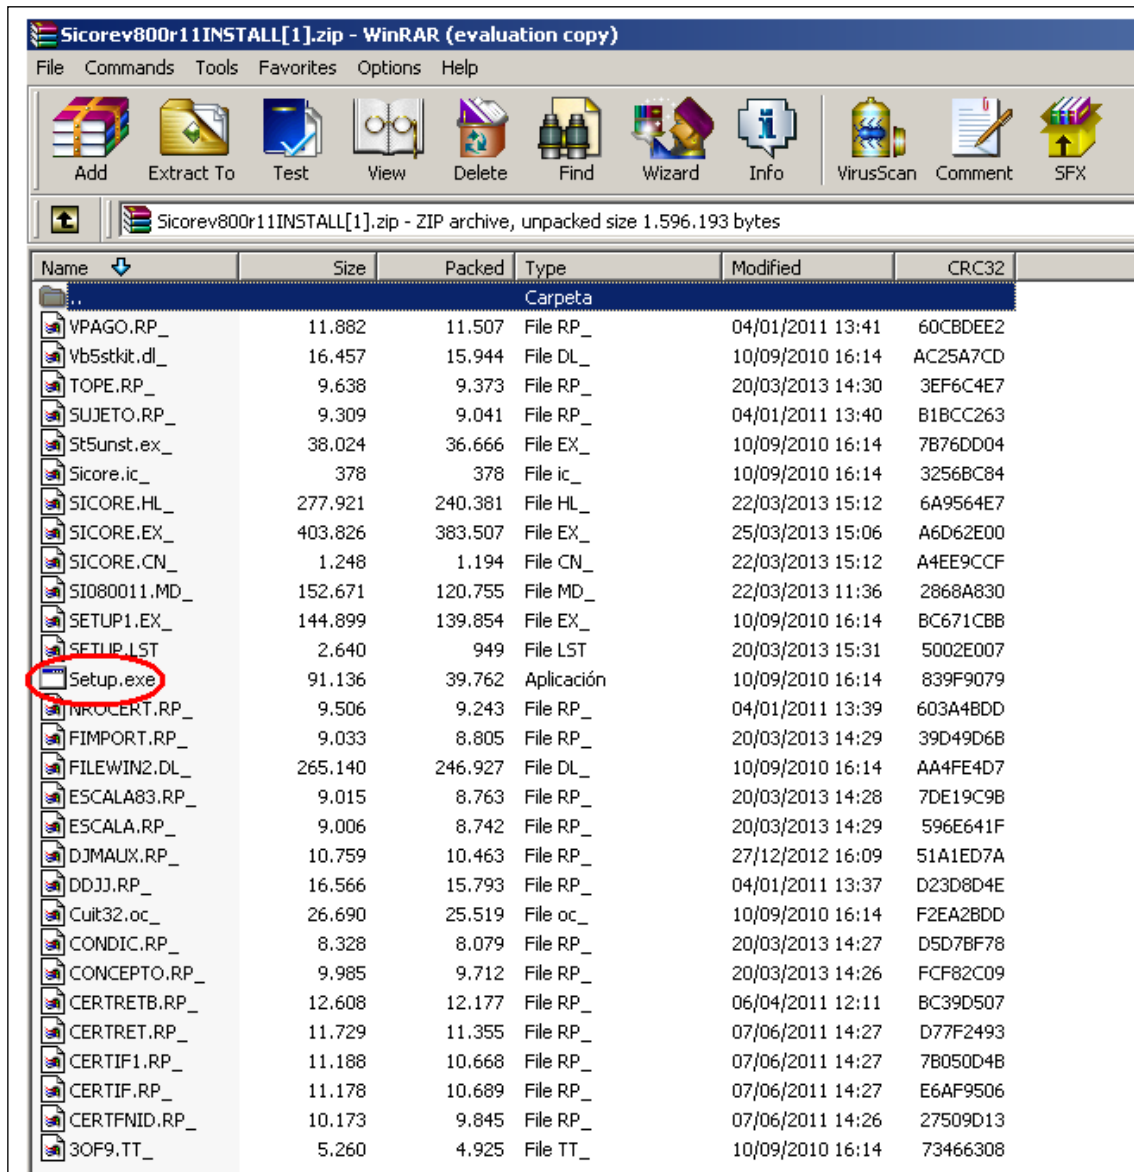 Sicorev800r11INSTALL[1].zip - WinRAR (evaluation copy)
File Commands Tools Favorites Options Help
Add Extract To Test View Delete Find Wizard Info VirusScan Comment SFX
Sicorev800r11INSTALL[1].zip - ZIP archive, unpacked size 1.596.193 bytes
Name Size Packed Type Modified CRC32
.. Carpeta
VPAGO.RP_ 11.882 11.507 File RP_ 04/01/2011 13:41 60CBDEE2
Vb5stkit.dl_ 16.457 15.944 File DL_ 10/09/2010 16:14 AC25A7CD
TOPE.RP_ 9.638 9.373 File RP_ 20/03/2013 14:30 3EF6C4E7
SUJETO.RP_ 9.309 9.041 File RP_ 04/01/2011 13:40 B1BCC263
St5unst.ex_ 38.024 36.666 File EX_ 10/09/2010 16:14 7B76DD04
Sicore.ic_ 378 378 File ic_ 10/09/2010 16:14 3256BC84
SICORE.HL_ 277.921 240.381 File HL_ 22/03/2013 15:12 6A9564E7
SICORE.EX_ 403.826 383.507 File EX_ 25/03/2013 15:06 A6D62E00
SICORE.CN_ 1.248 1.194 File CN_ 22/03/2013 15:12 A4EE9CCF
SI080011.MD_ 152.671 120.755 File MD_ 22/03/2013 11:36 2868A830
SETUP1.EX_ 144.899 139.854 File EX_ 10/09/2010 16:14 BC671CBB
SETUP.LST 2.640 949 File LST 20/03/2013 15:31 5002E007
Setup.exe 91.136 39.762 Aplicación 10/09/2010 16:14 839F9079
NROCERT.RP_ 9.506 9.243 File RP_ 04/01/2011 13:39 603A4BDD
FIMPORT.RP_ 9.033 8.805 File RP_ 20/03/2013 14:29 39D49D6B
FILEWIN2.DL_ 265.140 246.927 File DL_ 10/09/2010 16:14 AA4FE4D7
ESCALA83.RP_ 9.015 8.763 File RP_ 20/03/2013 14:28 7DE19C9B
ESCALA.RP_ 9.006 8.742 File RP_ 20/03/2013 14:29 596E641F
DJMAUX.RP_ 10.759 10.463 File RP_ 27/12/2012 16:09 51A1ED7A
DDJJ.RP_ 16.566 15.793 File RP_ 04/01/2011 13:37 D23D8D4E
Cuit32.oc_ 26.690 25.519 File oc_ 10/09/2010 16:14 F2EA2BDD
CONDIC.RP_ 8.328 8.079 File RP_ 20/03/2013 14:27 D5D7BF78
CONCEPTO.RP_ 9.985 9.712 File RP_ 20/03/2013 14:26 FCF82C09
CERTRETB.RP_ 12.608 12.177 File RP_ 06/04/2011 12:11 BC39D507
CERTRET.RP_ 11.729 11.355 File RP_ 07/06/2011 14:27 D77F2493
CERTIF1.RP_ 11.188 10.668 File RP_ 07/06/2011 14:27 7B050D4B
CERTIF.RP_ 11.178 10.689 File RP_ 07/06/2011 14:27 E6AF9506
CERTFNID.RP_ 10.173 9.845 File RP_ 07/06/2011 14:26 27509D13
3OF9.TT_ 5.260 4.925 File TT_ 10/09/2010 16:14 73466308